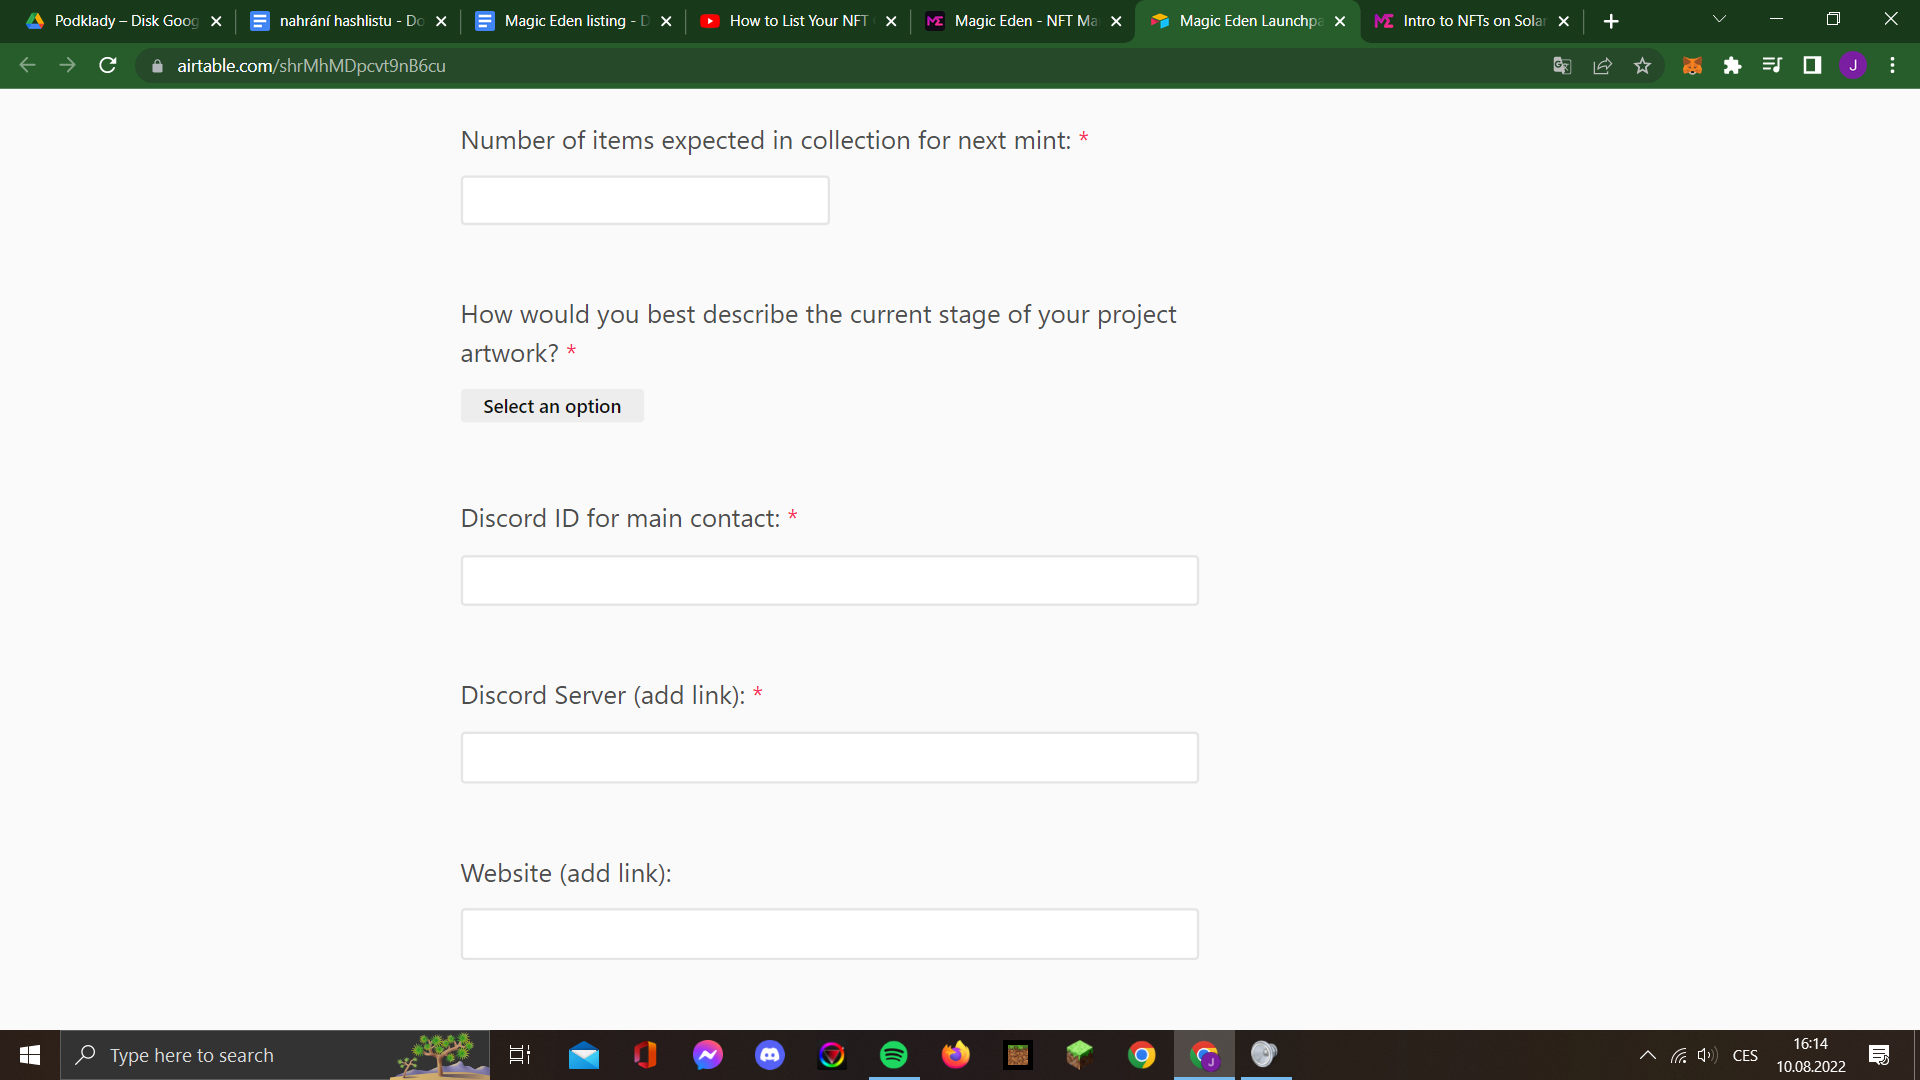 Podklady – Disk Goog
nahrání hashlistu - Do
Magic Eden listing - D
How to List Your NFT
Magic Eden - NFT Ma
Magic Eden Launchpa
Intro to NFTs on Solan
airtable.com/shrMhMDpcvt9nB6cu
J
Number of items expected in collection for next mint: *
How would you best describe the current stage of your project
artwork? *
Select an option
Discord ID for main contact: *
Discord Server (add link): *
Website (add link):
Type here to search
J
CES
16:14
10.08.2022